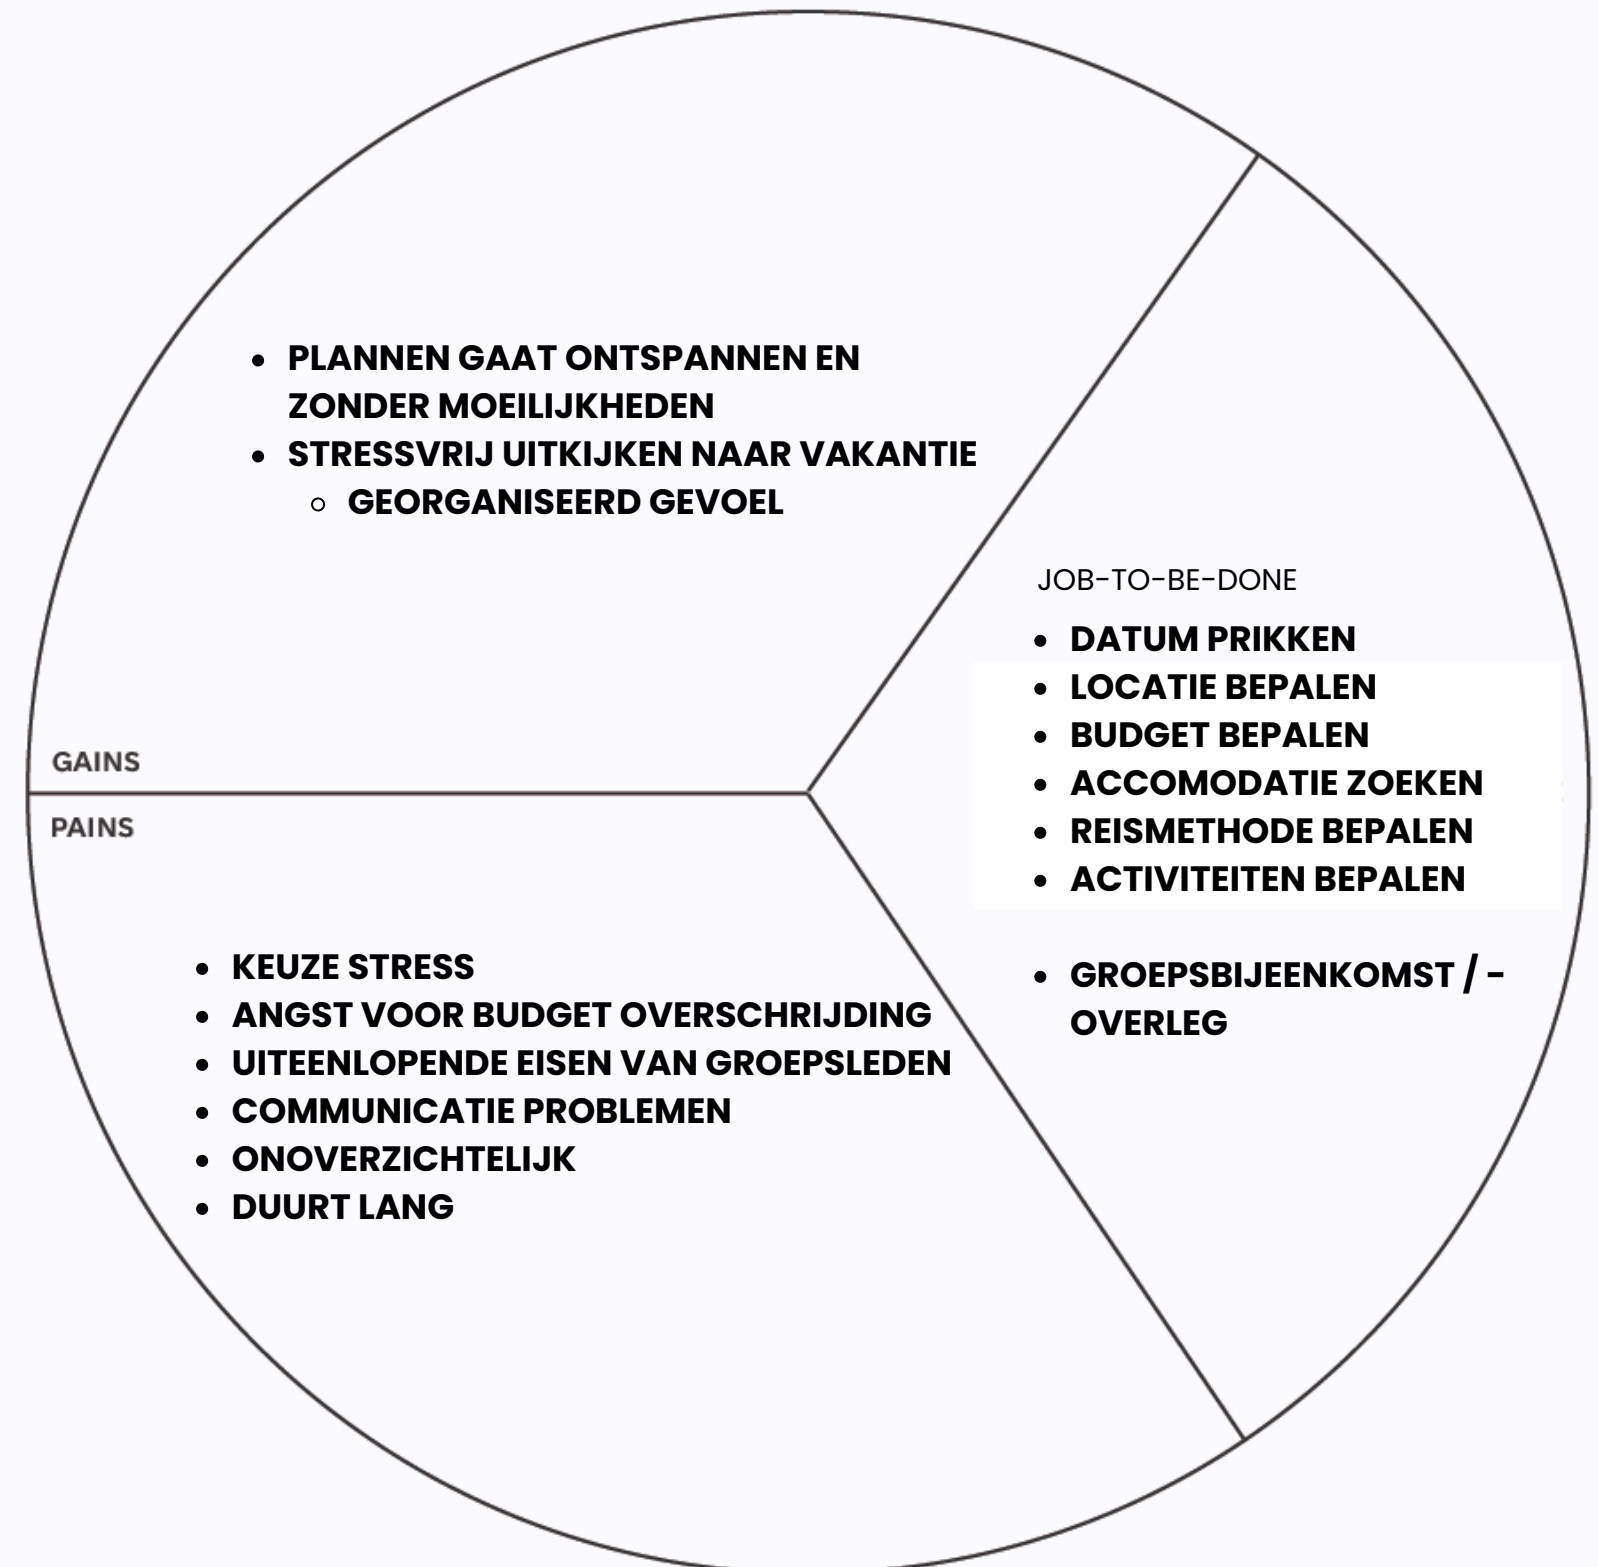 • PLANNEN GAAT ONTSPANNEN EN
ZONDER MOEILIJKHEDEN
• STRESSVRIJ UITKIJKEN NAAR VAKANTIE
○ GEORGANISEERD GEVOEL
GAINS
PAINS
• KEUZE STRESS
• ANGST VOOR BUDGET OVERSCHRIJDING
• UITEENLOPENDE EISEN VAN GROEPSLEDEN
• COMMUNICATIE PROBLEMEN
• ONOVERZICHTELIJK
• DUURT LANG
JOB-TO-BE-DONE
• DATUM PRIKKEN
• LOCATIE BEPALEN
• BUDGET BEPALEN
• ACCOMODATIE ZOEKEN
• REISMETHODE BEPALEN
• ACTIVITEITEN BEPALEN
• GROEPSBIJEENKOMST / -
OVERLEG